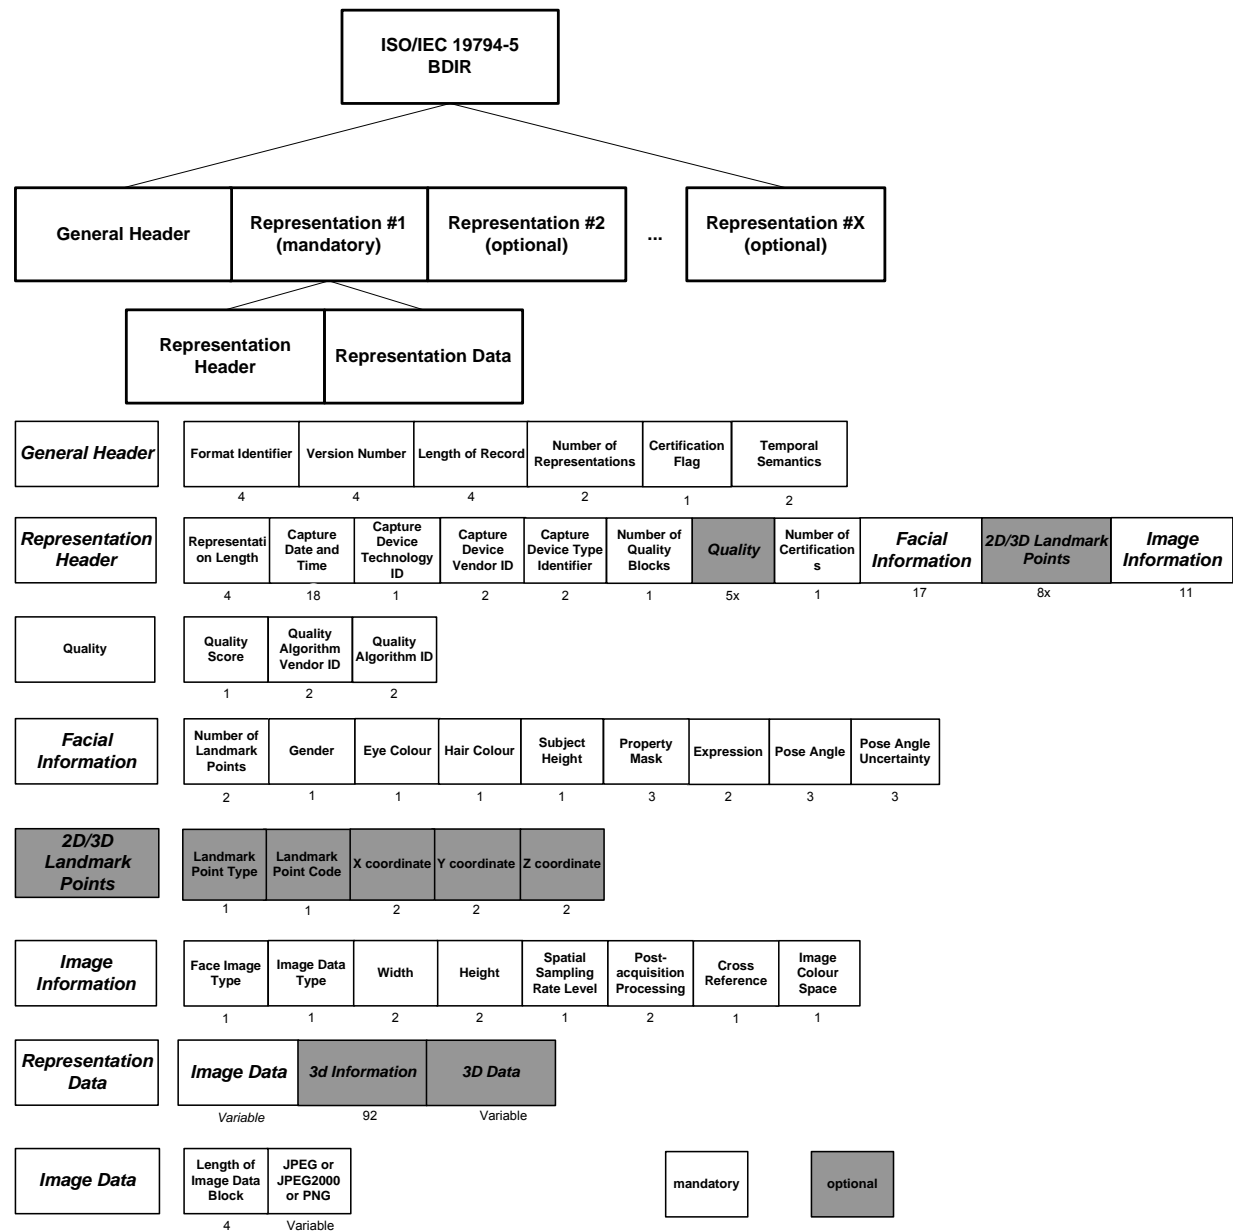 ISO/IEC 19794-5
BDIR
General Header
Representation #1
(mandatory)
Representation #2
(optional)
...
Representation #X
(optional)
Representation
Header
Representation Data
General Header
Format Identifier
Version Number
Length of Record
Number of
Representations
Certification
Flag
Temporal
Semantics
4
4
4
2
1
2
Representation
Header
Representati
on Length
Capture
Date and
Time
Capture
Device
Technology
ID
Capture
Device
Vendor ID
Capture
Device Type
Identifier
Number of
Quality
Blocks
Quality
Number of
Certification
s
Facial
Information
2D/3D Landmark
Points
Image
Information
4
18
1
2
2
1
5x
1
17
8x
11
Quality
Quality
Score
Quality
Algorithm
Vendor ID
Quality
Algorithm ID
1
2
2
Facial
Information
Number of
Landmark
Points
Gender
Eye Colour
Hair Colour
Subject
Height
Property
Mask
Expression
Pose Angle
Pose Angle
Uncertainty
2
1
1
1
1
3
2
3
3
2D/3D
Landmark
Points
Landmark
Point Type
Landmark
Point Code
X coordinate
Y coordinate
Z coordinate
1
1
2
2
2
Image
Information
Face Image
Type
Image Data
Type
Width
Height
Spatial
Sampling
Rate Level
Post-
acquisition
Processing
Cross
Reference
Image
Colour
Space
1
1
2
2
1
2
1
1
Representation
Data
Image Data
3d Information
3D Data
Variable
92
Variable
Image Data
Length of
Image Data
Block
JPEG or
JPEG2000
or PNG
4
Variable
mandatory
optional